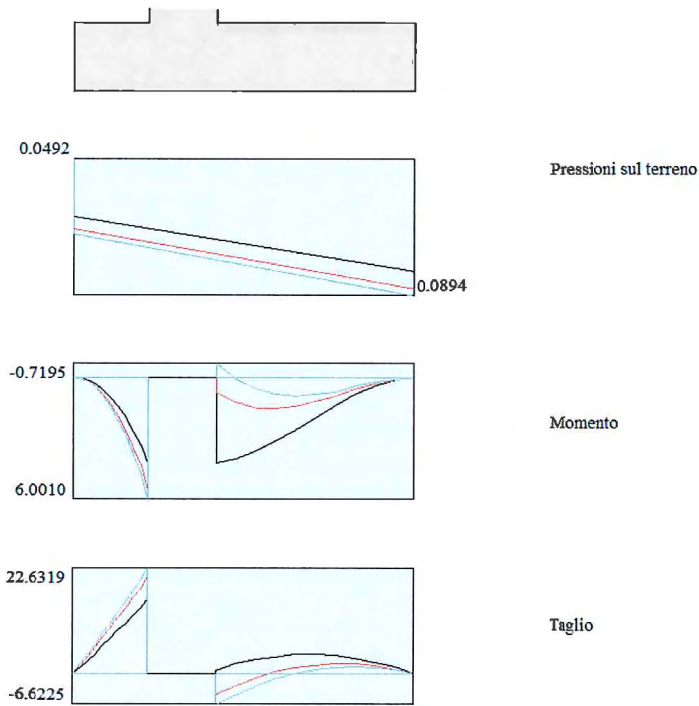 0.0492
Pressioni sul terreno
0.0894
-0.7195
Momento
6.0010
22.6319
Taglio
-6.6225